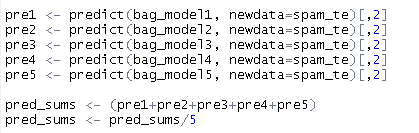 pre1 <- predict(bag_model1, newdata=spam_te)[,2]
pre2 <- predict(bag_model2, newdata=spam_te)[,2]
pre3 <- predict(bag_model3, newdata=spam_te)[,2]
pre4 <- predict(bag_model4, newdata=spam_te)[,2]
pre5 <- predict(bag_model5, newdata=spam_te)[,2]
pred_sums <- (pre1+pre2+pre3+pre4+pre5)
pred_sums <- pred_sums/5